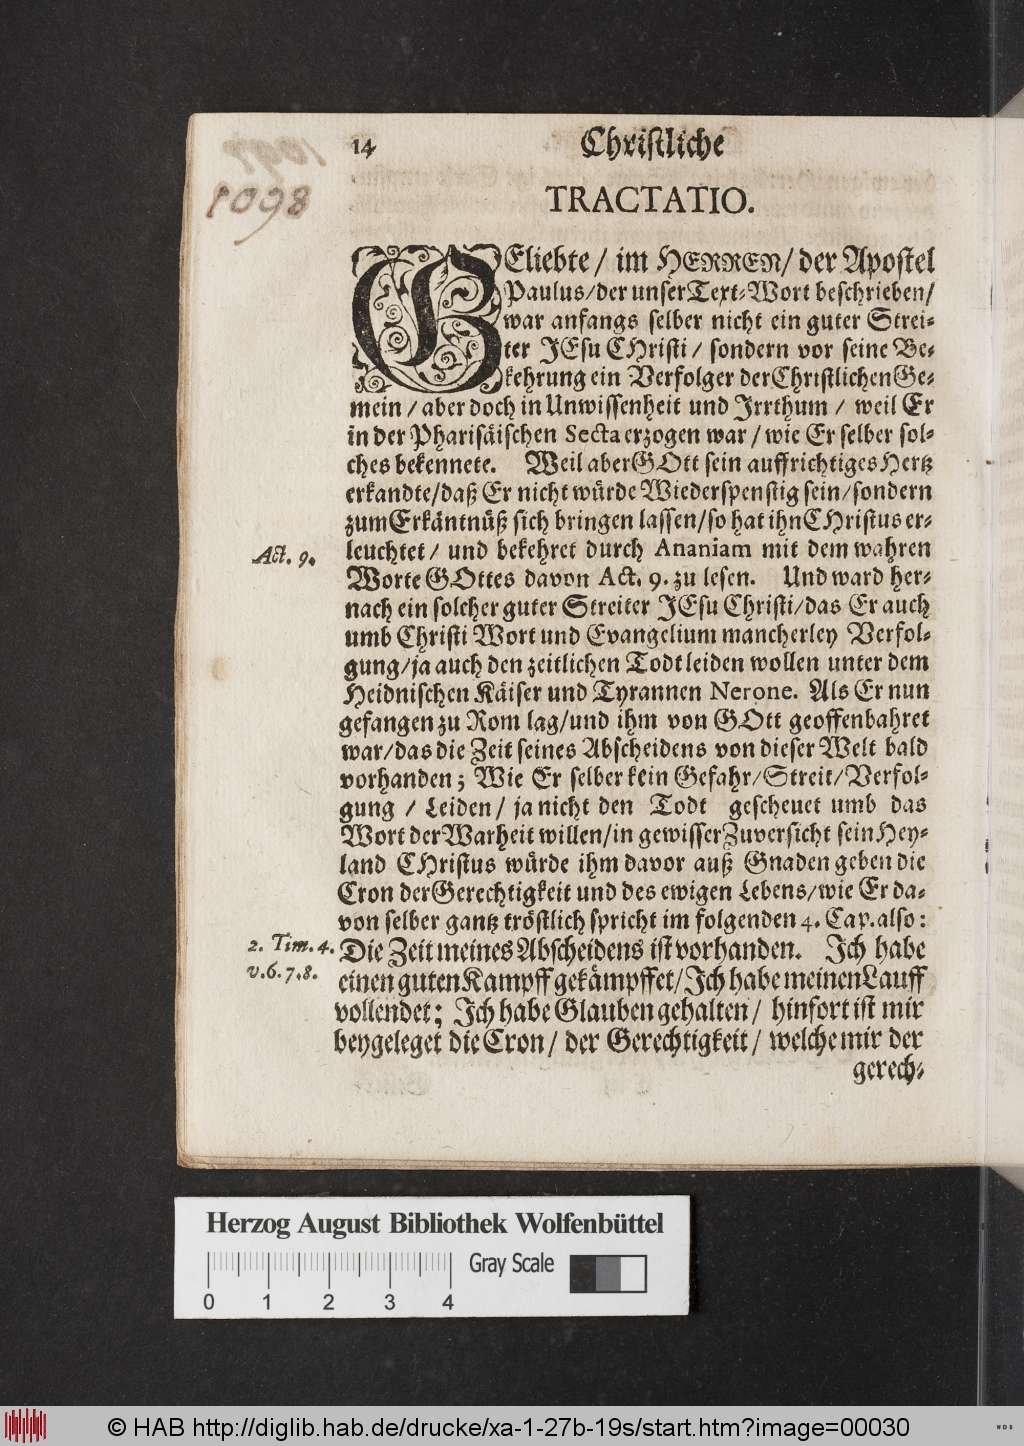 14 Christliche
1098
TRACTATIO.
GEliebte / im HERREN / der Apostel
Paulus / der unser Text-Wort beschrieben /
war anfangs selber nicht ein guter Strei-
ter JEsu CHristi / sondern vor seine Be-
kehrung ein Verfolger der Christlichen Ge-
mein / aber doch in Unwissenheit und Irrthum / weil Er
in der Pharisäischen Secta erzogen war / wie Er selber sol-
ches bekennete. Weil aber GOtt sein auffrichtiges Hertz
erkandte / daß Er nicht würde Wiederspenstig sein / sondern
zum Erkäntnüß sich bringen lassen / so hat ihn CHristus er-
Act. 9. leuchtet / und bekehret durch Ananiam mit dem wahren
Worte GOttes davon Act. 9. zu lesen. Und ward her-
nach ein solcher guter Streiter JEsu Christi / das Er auch
umb Christi Wort und Evangelium mancherley Verfol-
gung / ja auch den zeitlichen Todt leiden wollen unter dem
Heidnischen Käiser und Tyrannen Nerone. Als Er nun
gefangen zu Rom lag / und ihm von GOtt geoffenbahret
war / das die Zeit seines Abscheidens von dieser Welt bald
vorhanden; Wie Er selber kein Gefahr / Streit / Verfol-
gung / Leiden / ja nicht den Todt gescheuet umb das
Wort der Warheit willen / in gewisser Zuversicht sein Hey-
land CHristus würde ihm davor auß Gnaden geben die
Cron der Gerechtigkeit und des ewigen Lebens / wie Er da-
von selber gantz tröstlich spricht im folgenden 4. Cap. also:
2. Tim. 4. Die Zeit meines Abscheidens ist vorhanden. Ich habe
v. 6. 7. 8. einen guten Kampff gekämpffet / Ich habe meinen Lauff
vollendet; Ich habe Glauben gehalten / hinfort ist mir
beygeleget die Cron / der Gerechtigkeit / welche mir der
gerech-
Herzog August Bibliothek Wolfenbüttel
Gray Scale
0 1 2 3 4
© HAB http://diglib.hab.de/drucke/xa-1-27b-19s/start.htm?image=00030